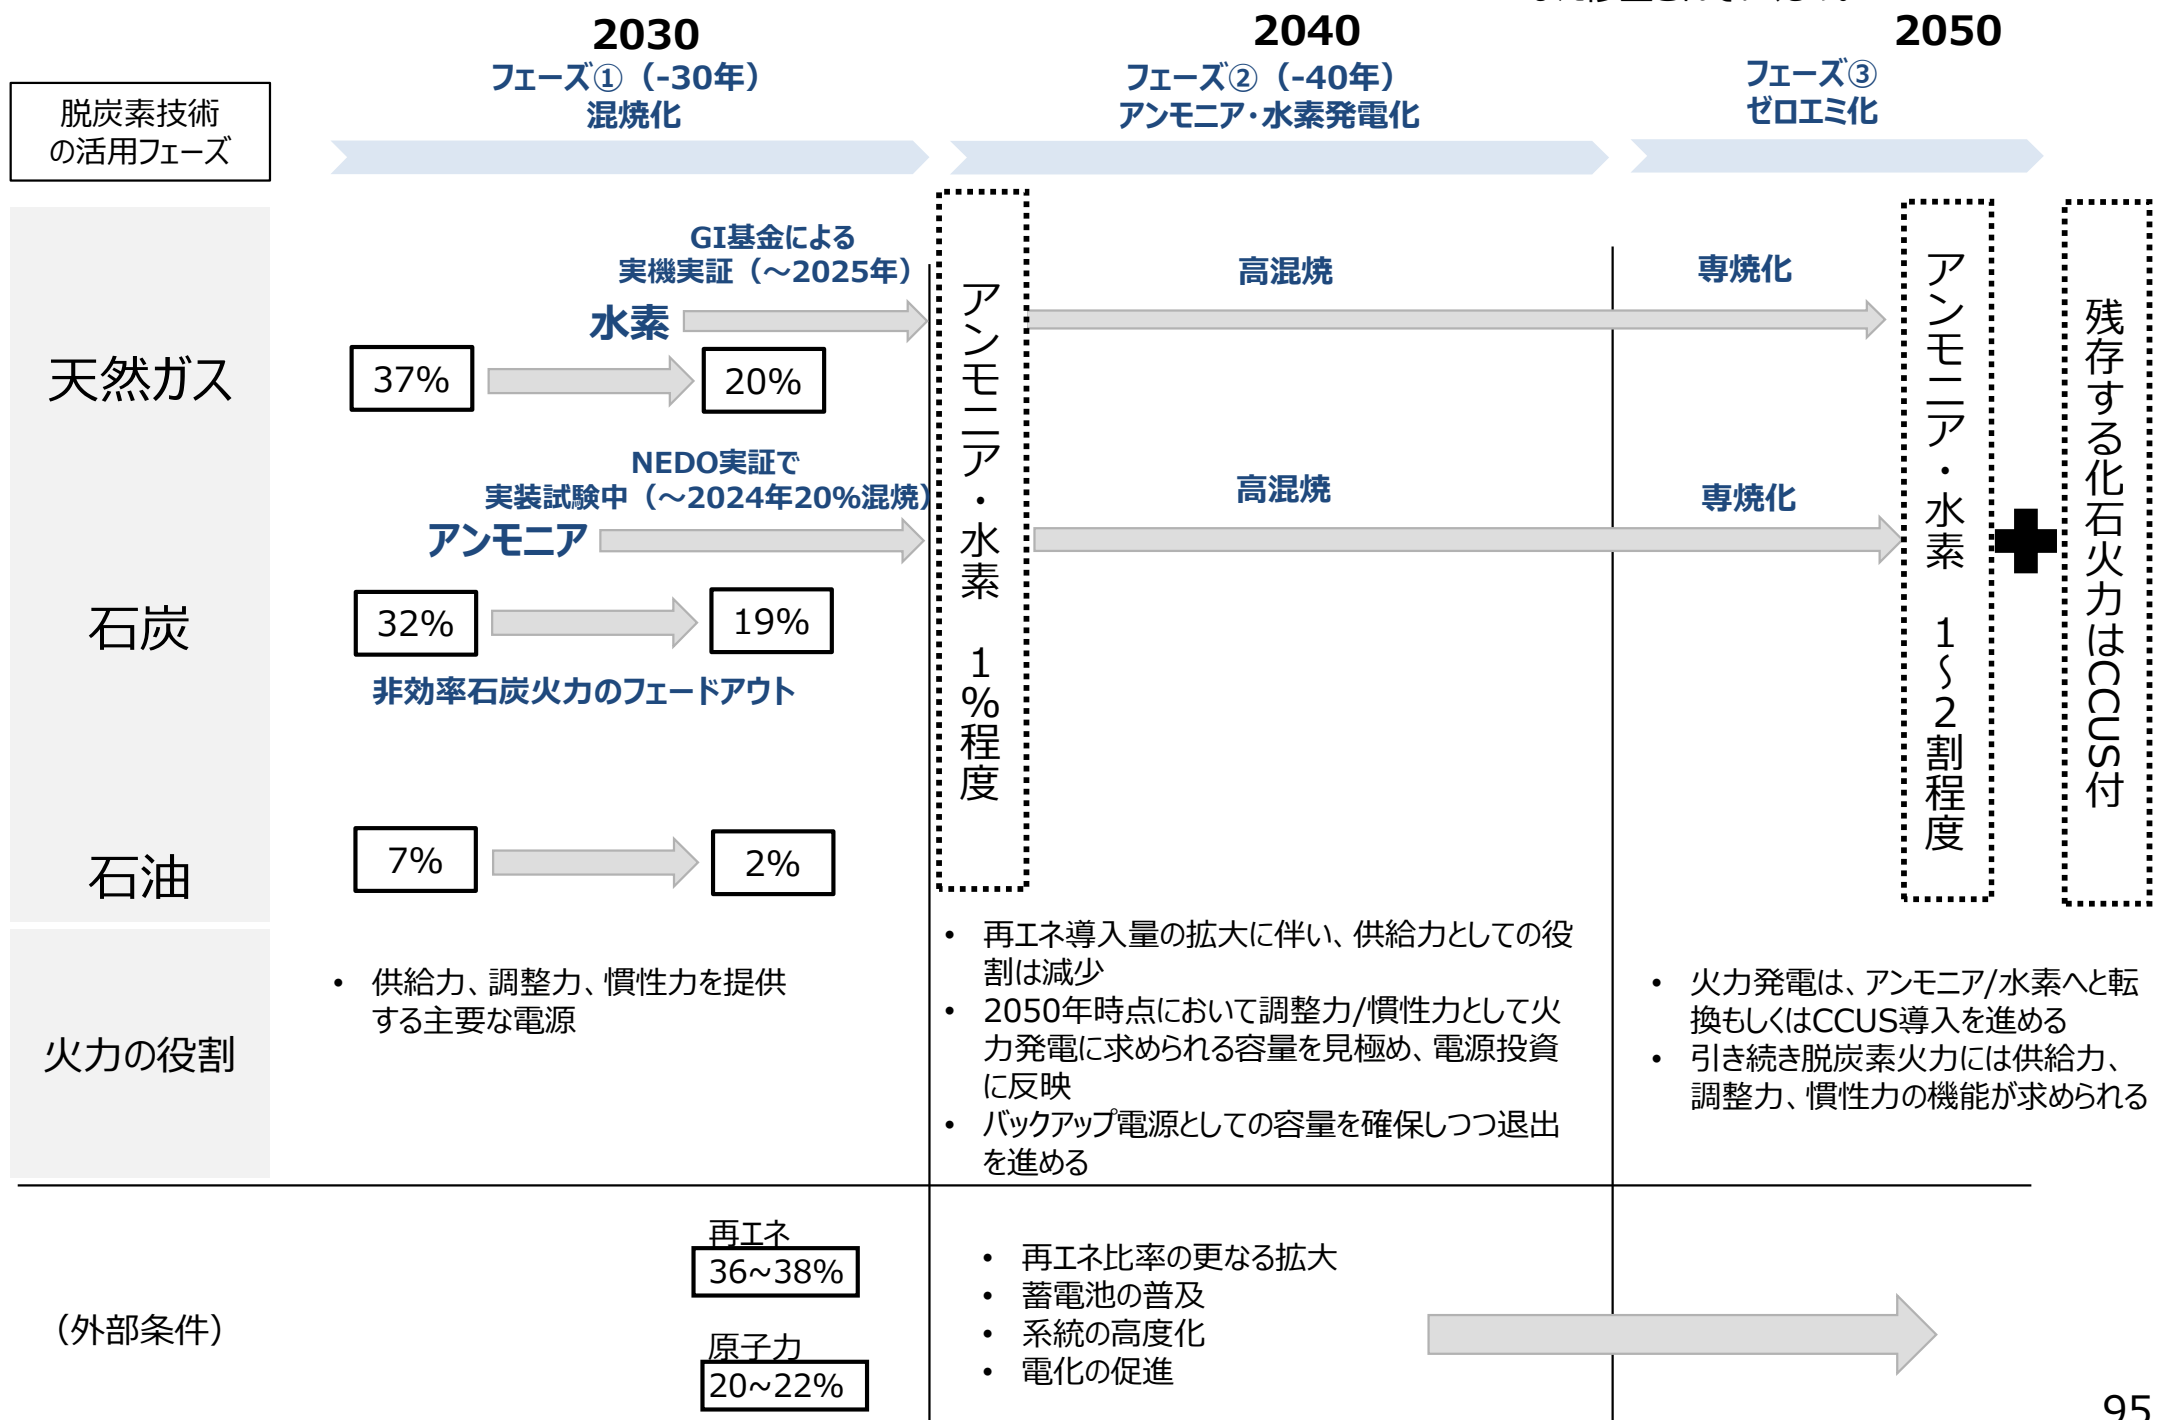 2030
2040
2050
フェーズ①（-30年）
混焼化
フェーズ②（-40年）
アンモニア・水素発電化
フェーズ③
ゼロエミ化
脱炭素技術
の活用フェーズ
天然ガス
GI基金による
実機実証（～2025年）
水素
37%
20%
高混焼
専焼化
石炭
NEDO実証で
実装試験中（～2024年20%混焼）
アンモニア
32%
19%
非効率石炭火力のフェードアウト
高混焼
専焼化
石油
7%
2%
アンモニア・水素　1％程度
アンモニア・水素　1～2割程度
残存する化石火力はCCUS付
火力の役割
• 供給力、調整力、慣性力を提供
する主要な電源
• 再エネ導入量の拡大に伴い、供給力としての役
割は減少
• 2050年時点において調整力/慣性力として火
力発電に求められる容量を見極め、電源投資
に反映
• バックアップ電源としての容量を確保しつつ退出
を進める
• 火力発電は、アンモニア/水素へと転
換もしくはCCUS導入を進める
• 引き続き脱炭素火力には供給力、
調整力、慣性力の機能が求められる
（外部条件）
再エネ
36~38%
原子力
20~22%
• 再エネ比率の更なる拡大
• 蓄電池の普及
• 系統の高度化
• 電化の促進
95